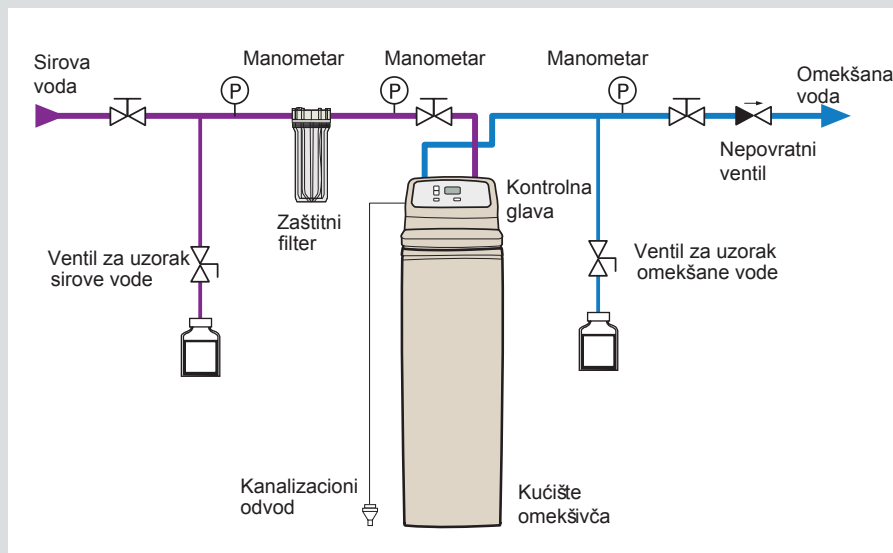 Sirova
voda
Manometar
Manometar
Manometar
Omekšana
voda
P
P
P
Nepovratni
ventil
Kontrolna
glava
Zaštitni
filter
Ventil za uzorak
sirove vode
Ventil za uzorak
omekšane vode
Kanalizacioni
odvod
Kućište
omekšivča